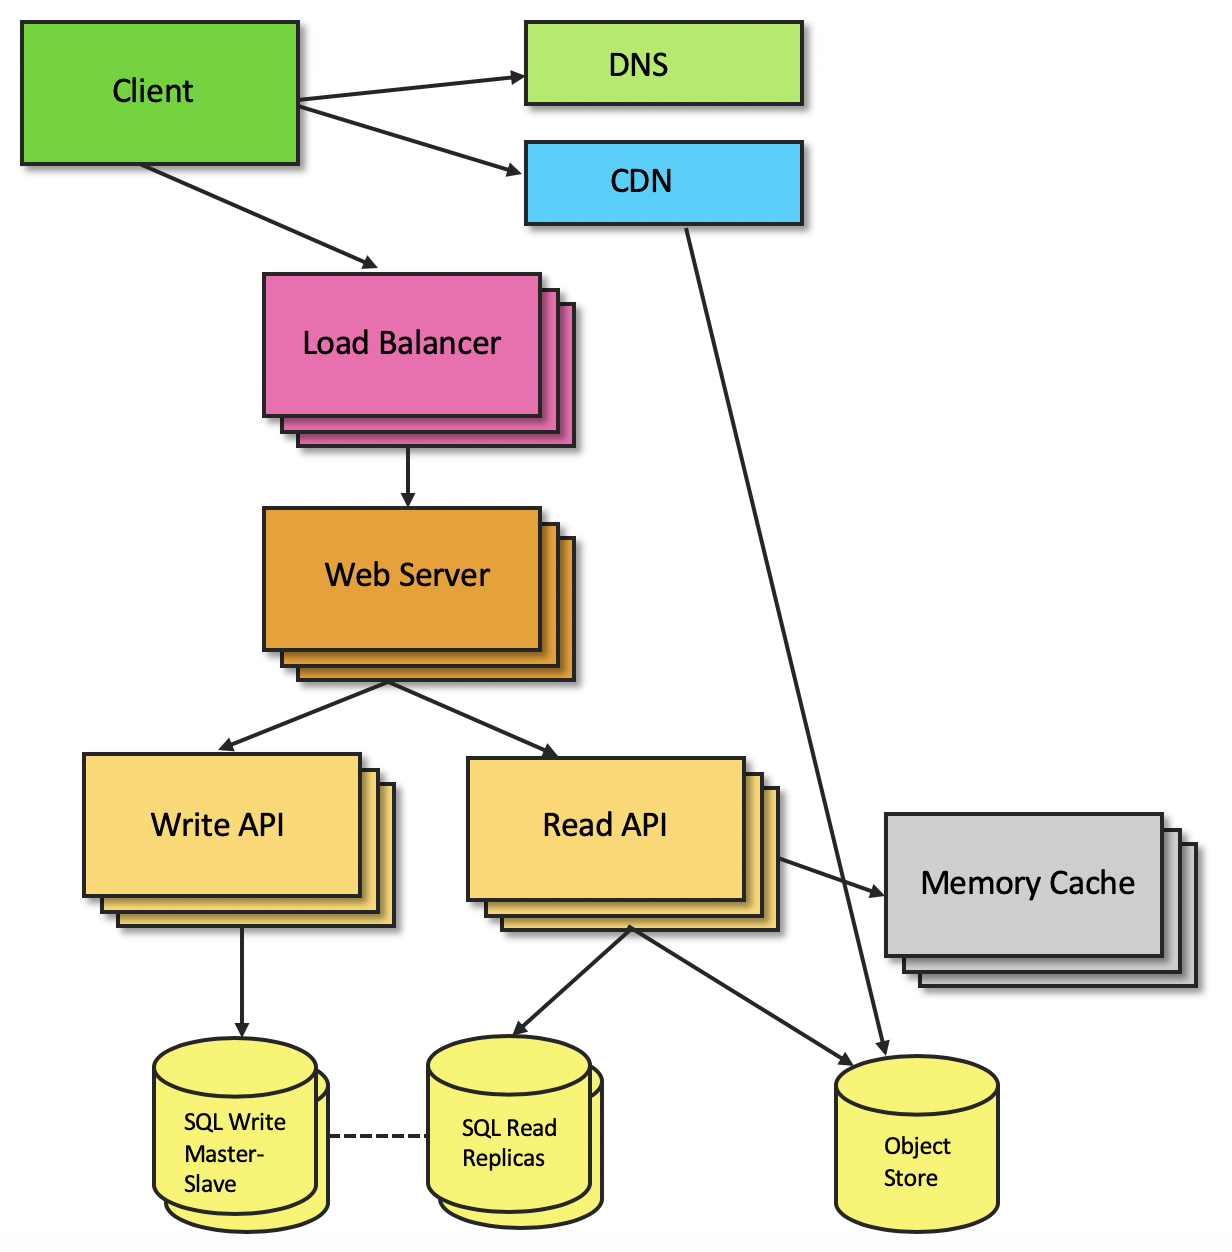 Client
DNS
CDN
Load Balancer
Web Server
Write API
Read API
Memory Cache
SQL Write
Master-
Slave
SQL Read
Replicas
Object
Store